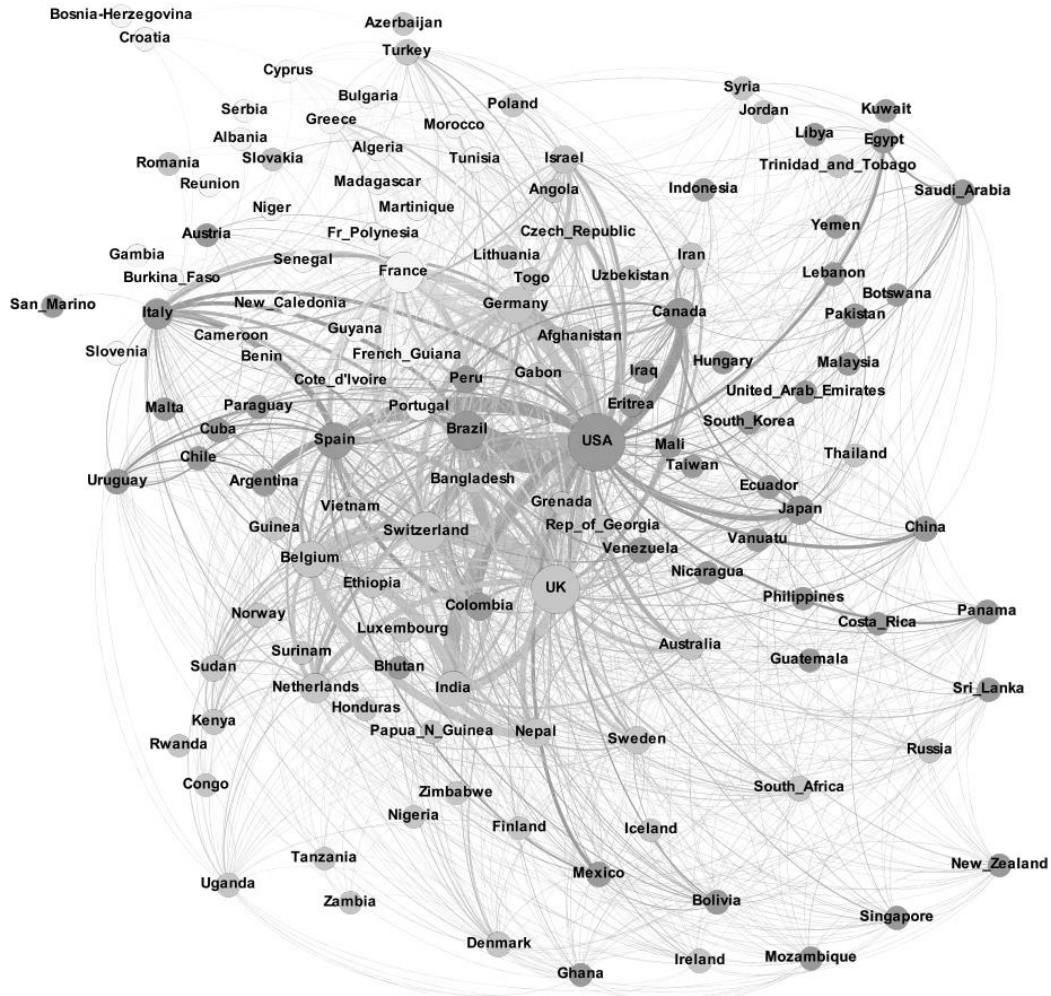 Bosnia-Herzegovina
Azerbaijan
Croatia
Turkey
Cyprus
Syria
Bulgaria
Poland
Serbia
Jordan
Kuwait
Greece
Morocco
Libya
Egypt
Albania
Algeria
Romania
Slovakia
Tunisia
Israel
Trinidad_and_Tobago
Reunion
Madagascar
Angola
Indonesia
Saudi_Arabia
Niger
Martinique
Austria
Fr_Polynesia
Czech_Republic
Yemen
Gambia
Senegal
Lithuania
Iran
Burkina_Faso
France
Togo
Uzbekistan
Lebanon
San_Marino
Italy
New_Caledonia
Germany
Botswana
Canada
Pakistan
Cameroon
Guyana
Afghanistan
Slovenia
Benin
French_Guiana
Hungary
Malaysia
Cote_d'Ivoire
Peru
Gabon
Iraq
United_Arab_Emirates
Malta
Paraguay
Portugal
Eritrea
Cuba
South_Korea
Spain
Brazil
USA
Mali
Chile
Thailand
Taiwan
Uruguay
Argentina
Bangladesh
Ecuador
Vietnam
Grenada
Japan
Guinea
Switzerland
Rep_of_Georgia
China
Vanuatu
Belgium
Venezuela
Ethiopia
UK
Nicaragua
Norway
Colombia
Philippines
Panama
Luxembourg
Costa_Rica
Sudan
Surinam
Australia
Bhutan
Guatemala
Netherlands
India
Sri_Lanka
Honduras
Kenya
Papua_N_Guinea
Nepal
Sweden
Rwanda
Russia
Congo
Zimbabwe
South_Africa
Nigeria
Finland
Iceland
Tanzania
New_Zealand
Uganda
Mexico
Zambia
Bolivia
Singapore
Denmark
Ireland
Mozambique
Ghana